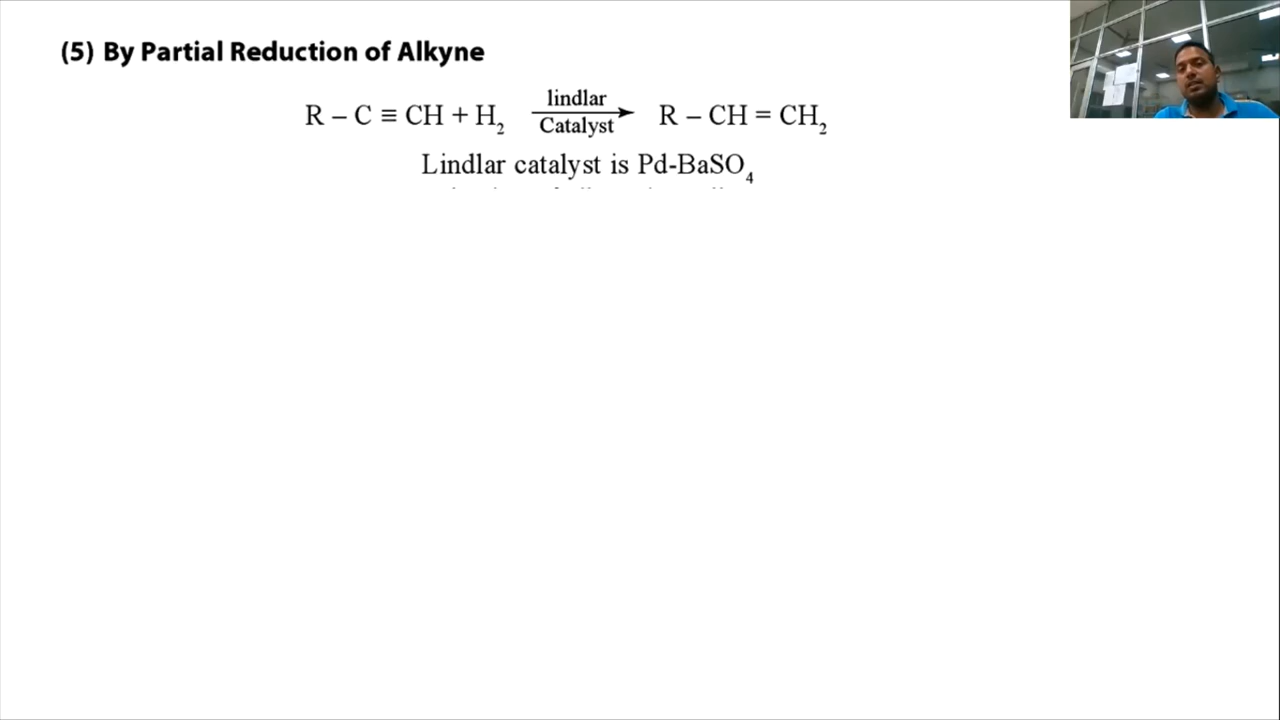 (5) By Partial Reduction of Alkyne
R – C ≡ CH + H₂ lindlar Catalyst R – CH = CH₂
Lindlar catalyst is Pd-BaSO₄